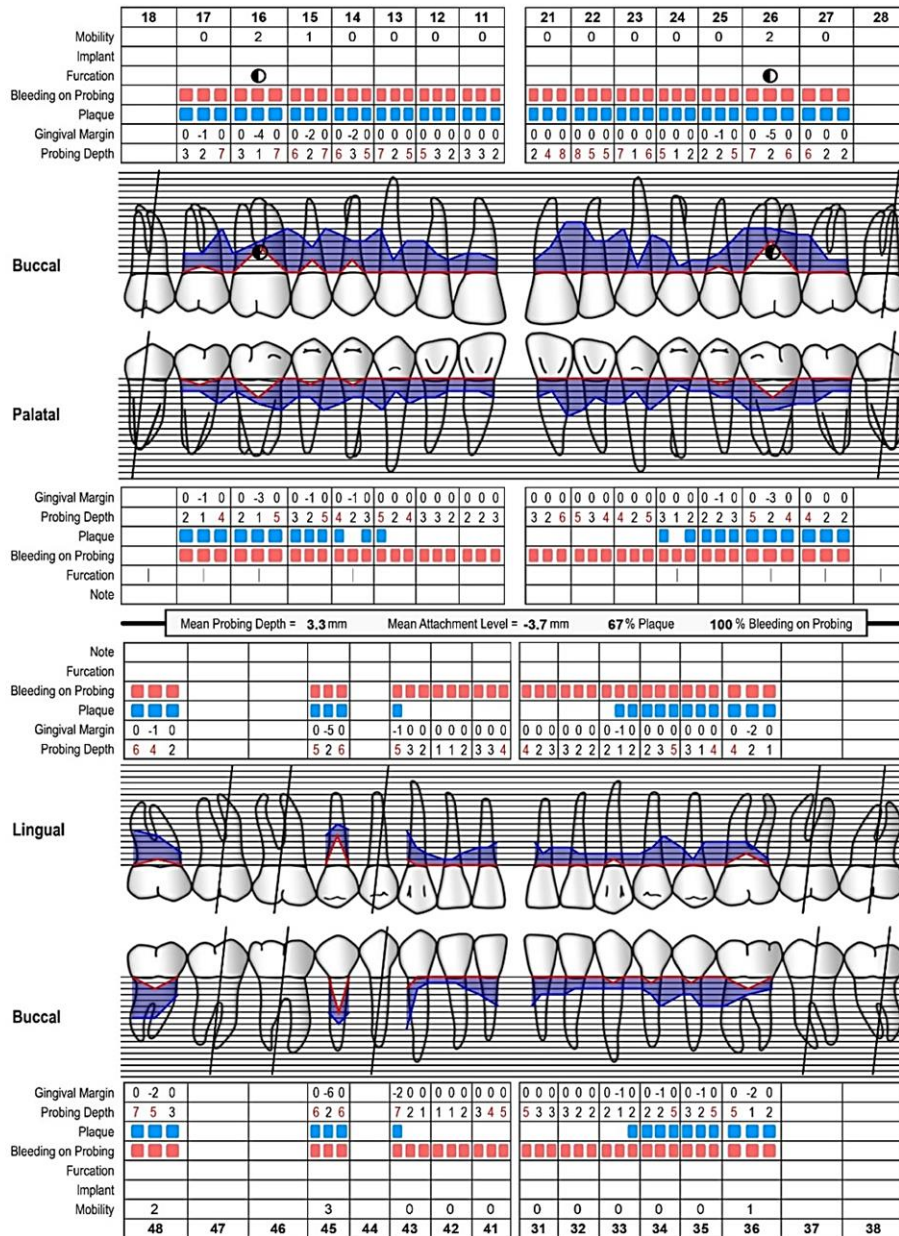 18 17 16 15 14 13 12 11 21 22 23 24 25 26 27 28
Mobility 0 2 1 0 0 0 0 0 0 0 0 0 2 0
Implant
Furcation
Bleeding on Probing
Plaque
Gingival Margin 0 -1 0 0 -4 0 0 -2 0 0 -2 0 0 0 0 0 0 0 0 0 0 0 0 0 0 0 0 0 0 0 0 0 0 0 -1 0 0 -5 0 0 0 0
Probing Depth 3 2 7 3 1 7 6 2 7 6 3 5 7 2 5 5 3 2 3 3 2 2 4 8 8 5 5 7 1 6 5 1 2 2 2 5 7 2 6 6 2 2
Buccal
Palatal
Gingival Margin 0 -1 0 0 -3 0 0 -1 0 0 -1 0 0 0 0 0 0 0 0 0 0 0 0 0 0 0 0 0 0 0 0 0 0 0 -1 0 0 -3 0 0 0 0
Probing Depth 2 1 4 2 1 5 3 2 5 4 2 3 5 2 4 3 3 2 2 2 3 3 2 6 5 3 4 4 2 5 3 1 2 2 2 4 5 2 4 4 2 2
Plaque
Bleeding on Probing
Furcation
Note
Mean Probing Depth = 3.3 mm Mean Attachment Level = -3.7 mm 67 % Plaque 100 % Bleeding on Probing
Note
Furcation
Bleeding on Probing
Plaque
Gingival Margin 0 -1 0 0 -5 0 -1 0 0 0 0 0 0 0 0 0 0 0 0 0 0 0 -1 0 0 0 0 0 0 0 0 -2 0
Probing Depth 6 4 2 5 2 6 5 3 2 1 1 2 3 3 4 4 2 3 3 2 2 2 1 2 2 3 5 3 1 4 4 2 1
Lingual
Buccal
Gingival Margin 0 -2 0 0 -6 0 -2 0 0 0 0 0 0 0 0 0 0 0 0 0 0 0 -1 0 0 -1 0 0 -1 0 0 -2 0
Probing Depth 7 5 3 6 2 6 7 2 1 1 1 2 3 4 5 5 3 3 3 2 2 2 1 2 2 2 5 3 2 5 5 1 2
Plaque
Bleeding on Probing
Furcation
Implant
Mobility 2 3 0 0 0 0 0 0 0 0 1
48 47 46 45 44 43 42 41 31 32 33 34 35 36 37 38